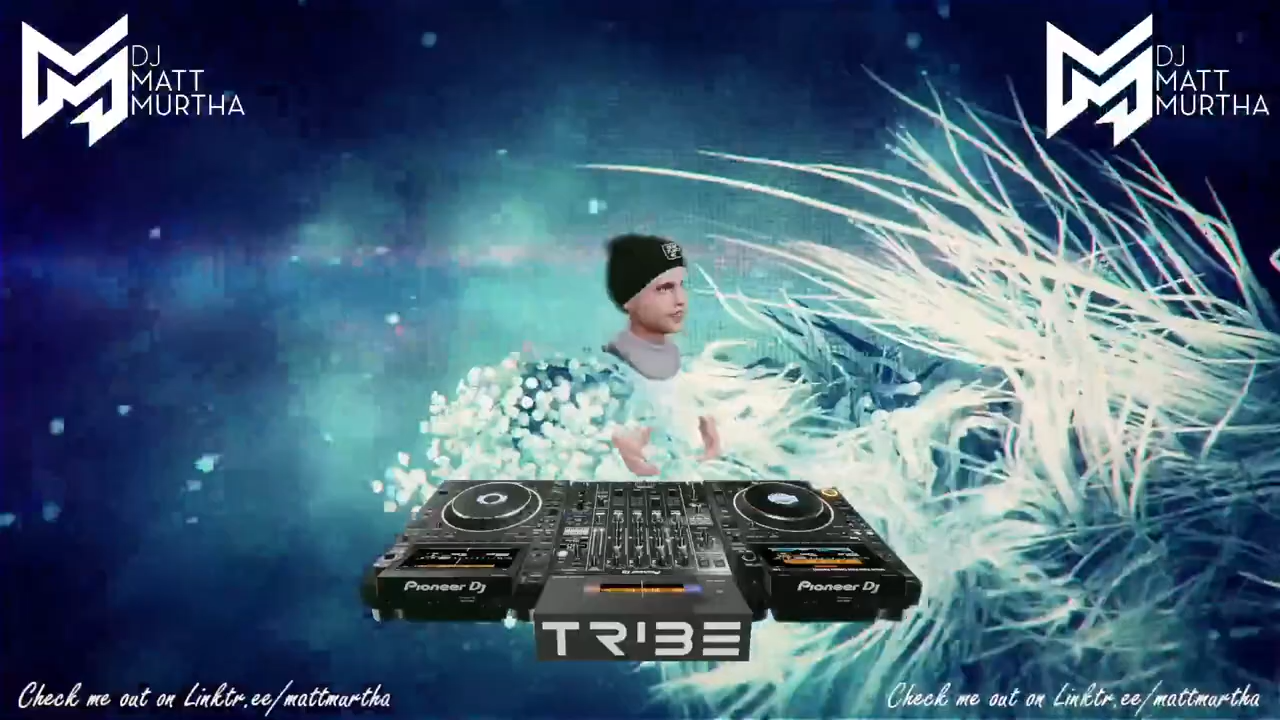 DJ
MATT
MURTHA
DJ
MATT
MURTHA
Pioneer DJ
Pioneer DJ
TRIBE
Check me out on Linktr.ee/mattmurtha
Check me out on Linktr.ee/mattmurtha